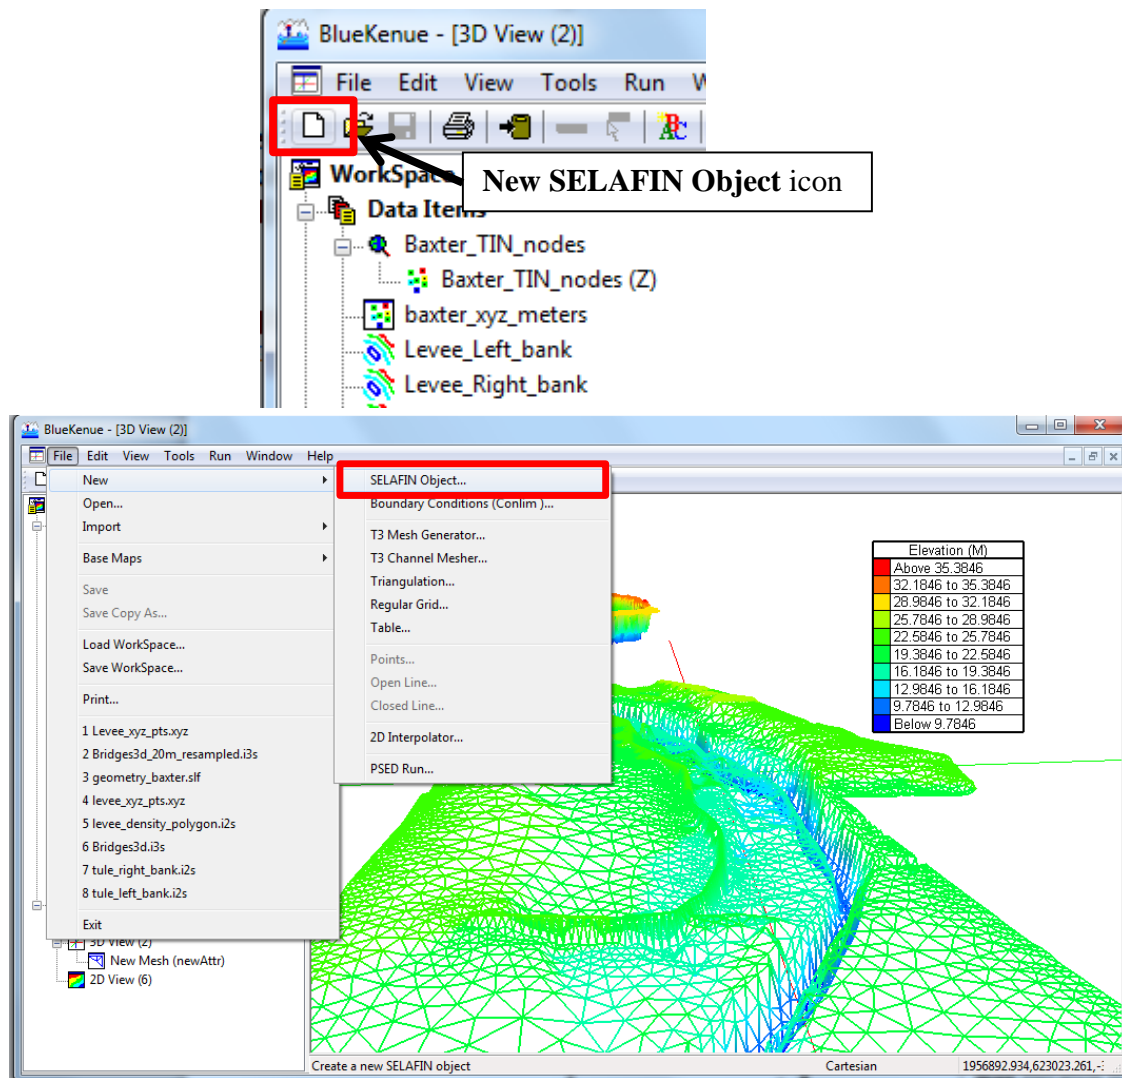 BlueKenue - [3D View (2)]
File Edit View Tools Run W
New SELAFIN Object icon
WorkSpace
Data Items
Baxter_TIN_nodes
Baxter_TIN_nodes (Z)
baxter_xyz_meters
Levee_Left_bank
Levee_Right_bank
BlueKenue - [3D View (2)]
File Edit View Tools Run Window Help
New
Open...
Import
Base Maps
Save
Save Copy As...
Load WorkSpace...
Save WorkSpace...
Print...
1 Levee_xyz_pts.xyz
2 Bridges3d_20m_resampled.i3s
3 geometry_baxter.slf
4 levee_xyz_pts.xyz
5 levee_density_polygon.i2s
6 Bridges3d.i3s
7 tule_right_bank.i2s
8 tule_left_bank.i2s
Exit
SELAFIN Object...
Boundary Conditions (Conlim )...
T3 Mesh Generator...
T3 Channel Mesher...
Triangulation...
Regular Grid...
Table...
Points...
Open Line...
Closed Line...
2D Interpolator...
PSED Run...
Elevation (M)
Above 35.3846
32.1846 to 35.3846
28.9846 to 32.1846
25.7846 to 28.9846
22.5846 to 25.7846
19.3846 to 22.5846
16.1846 to 19.3846
12.9846 to 16.1846
9.7846 to 12.9846
Below 9.7846
3D View (2)
New Mesh (newAttr)
2D View (6)
Create a new SELAFIN object
Cartesian
1956892.934,623023.261,-